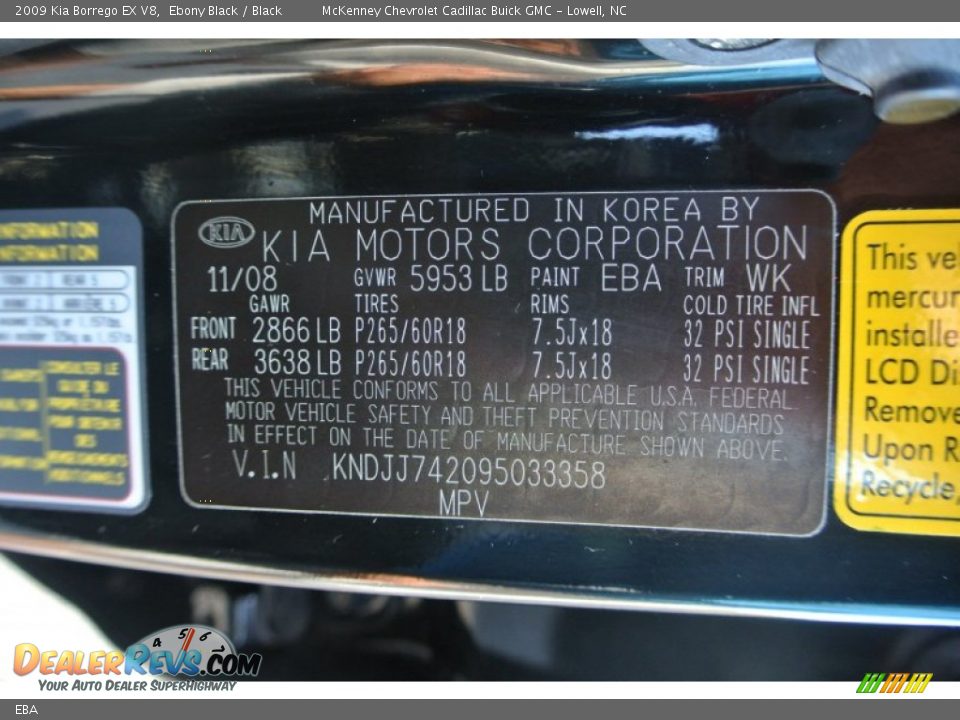 2009 Kia Borrego EX V8, Ebony Black / Black McKenney Chevrolet Cadillac Buick GMC - Lowell, NC
INFORMATION
INFORMATION
KIA
MANUFACTURED IN KOREA BY
KIA MOTORS CORPORATION
11/08 GVWR 5953 LB PAINT EBA TRIM WK
GAWR TIRES RIMS COLD TIRE INFL
FRONT 2866 LB P265/60R18 7.5Jx18 32 PSI SINGLE
REAR 3638 LB P265/60R18 7.5Jx18 32 PSI SINGLE
THIS VEHICLE CONFORMS TO ALL APPLICABLE U.S.A. FEDERAL
MOTOR VEHICLE SAFETY AND THEFT PREVENTION STANDARDS
IN EFFECT ON THE DATE OF MANUFACTURE SHOWN ABOVE.
V.I.N KNDJJ742095033358
MPV
This
installe
LCD
Remove
Upon R
Recycle,
4 5 6
DealerRevs.com
Your Auto Dealer SuperHighway
EBA